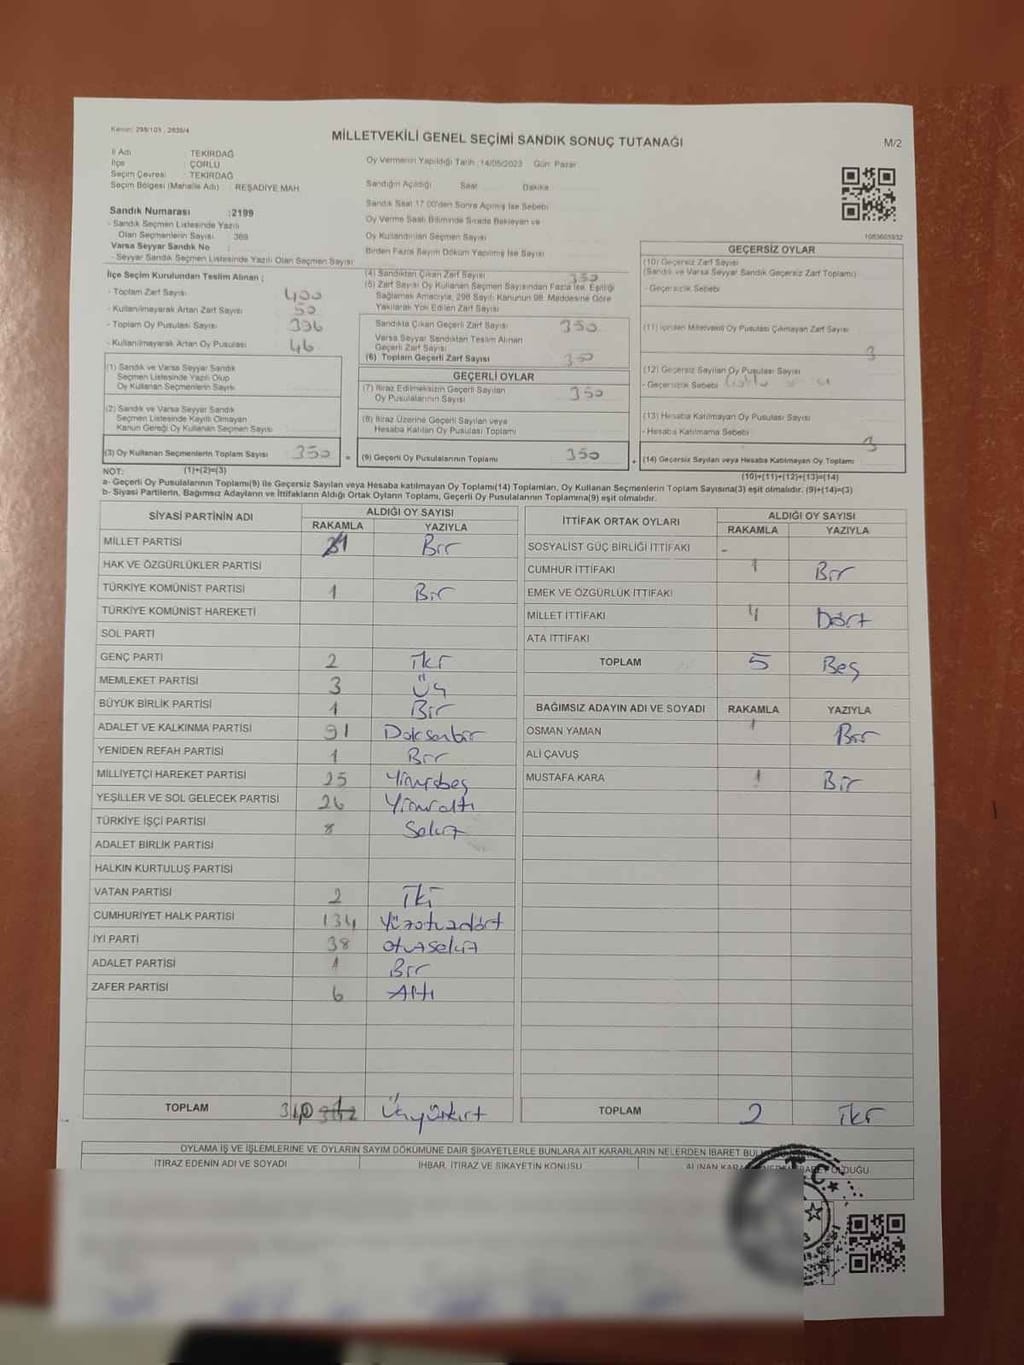 Kanun: 298/103, 2839/4
MİLLETVEKİLİ GENEL SEÇİMİ SANDIK SONUÇ TUTANAĞI
M/2
İl Adı : TEKİRDAĞ
İlçe : ÇORLU
Seçim Çevresi : TEKİRDAĞ
Seçim Bölgesi (Mahalle Adı) : REŞADİYE MAH
Oy Vermenin Yapıldığı Tarih : 14/05/2023 Gün: Pazar
Sandığın Açıldığı Saat Dakika
Sandık Saat 17:00'den Sonra Açılmış İse Sebebi
Oy Verme Saati Bitiminde Sırada Bekleyen ve
Oy Kullandırılan Seçmen Sayısı
Birden Fazla Sayım Döküm Yapılmış İse Sayısı
Sandık Numarası : 2199
- Sandık Seçmen Listesinde Yazılı
Olan Seçmenlerin Sayısı : 369
Varsa Seyyar Sandık No :
- Seyyar Sandık Seçmen Listesinde Yazılı Olan Seçmen Sayısı
İlçe Seçim Kurulundan Teslim Alınan ;
- Toplam Zarf Sayısı 400
- Kullanılmayarak Artan Zarf Sayısı 50
- Toplam Oy Pusulası Sayısı 396
- Kullanılmayarak Artan Oy Pusulası 46
(1) Sandık ve Varsa Seyyar Sandık
Seçmen Listesinde Yazılı Olup
Oy Kullanan Seçmenlerin Sayısı
(2) Sandık ve Varsa Seyyar Sandık
Seçmen Listesinde Kayıtlı Olmayan
Kanun Gereği Oy Kullanan Seçmen Sayısı
(3) Oy Kullanan Seçmenlerin Toplam Sayısı 350
(4) Sandıktan Çıkan Zarf Sayısı 350
(5) Zarf Sayısı Oy Kullanan Seçmen Sayısından Fazla İse, Eşitliği
Sağlamak Amacıyla, 298 Sayılı Kanunun 98. Maddesine Göre
Yakılarak Yok Edilen Zarf Sayısı
Sandıkta Çıkan Geçerli Zarf Sayısı 350
Varsa Seyyar Sandıktan Teslim Alınan
Geçerli Zarf Sayısı
(6) Toplam Geçerli Zarf Sayısı 350
GEÇERLİ OYLAR
(7) İtiraz Edilmeksizin Geçerli Sayılan
Oy Pusulalarının Sayısı 350
(8) İtiraz Üzerine Geçerli Sayılan veya
Hesaba Katılan Oy Pusulası Toplamı
= (9) Geçerli Oy Pusulalarının Toplamı 350
1083603932
GEÇERSİZ OYLAR
(10) Geçersiz Zarf Sayısı
(Sandık ve Varsa Seyyar Sandık Geçersiz Zarf Toplamı)
- Geçersizlik Sebebi
(11) İçinden Milletvekili Oy Pusulası Çıkmayan Zarf Sayısı
3
(12) Geçersiz Sayılan Oy Pusulası Sayısı
- Geçersizlik Sebebi
(13) Hesaba Katılmayan Oy Pusulası Sayısı
- Hesaba Katılmama Sebebi
3
+ (14) Geçersiz Sayılan veya Hesaba Katılmayan Oy Toplamı
NOT: (1)+(2)=(3)
(10)+(11)+(12)+(13)=(14)
a- Geçerli Oy Pusulalarının Toplamı(9) ile Geçersiz Sayılan veya Hesaba katılmayan Oy Toplamı(14) Toplamları, Oy Kullanan Seçmenlerin Toplam Sayısına(3) eşit olmalıdır. (9)+(14)=(3)
b- Siyasi Partilerin, Bağımsız Adayların ve İttifakların Aldığı Ortak Oyların Toplamı, Geçerli Oy Pusulalarının Toplamına(9) eşit olmalıdır.
SİYASİ PARTİNİN ADI ALDIĞI OY SAYISI
RAKAMLA YAZIYLA
MİLLET PARTİSİ 1 Bir
HAK VE ÖZGÜRLÜKLER PARTİSİ
TÜRKİYE KOMÜNİST PARTİSİ 1 Bir
TÜRKİYE KOMÜNİST HAREKETİ
SOL PARTİ
GENÇ PARTİ 2 İki
MEMLEKET PARTİSİ 3 Üç
BÜYÜK BİRLİK PARTİSİ 1 Bir
ADALET VE KALKINMA PARTİSİ 91 Doksanbir
YENİDEN REFAH PARTİSİ 1 Bir
MİLLİYETÇİ HAREKET PARTİSİ 25 Yirmibeş
YEŞİLLER VE SOL GELECEK PARTİSİ 26 Yirmialtı
TÜRKİYE İŞÇİ PARTİSİ 8 Sekiz
ADALET BİRLİK PARTİSİ
HALKIN KURTULUŞ PARTİSİ
VATAN PARTİSİ 2 İki
CUMHURİYET HALK PARTİSİ 134 Yüzotuzdört
İYİ PARTİ 38 Otuzsekiz
ADALET PARTİSİ 1 Bir
ZAFER PARTİSİ 6 Altı
TOPLAM 340 Üçyüzkırk
İTTİFAK ORTAK OYLARI ALDIĞI OY SAYISI
RAKAMLA YAZIYLA
SOSYALİST GÜÇ BİRLİĞİ İTTİFAKI -
CUMHUR İTTİFAKI 1 Bir
EMEK VE ÖZGÜRLÜK İTTİFAKI
MİLLET İTTİFAKI 4 Dört
ATA İTTİFAKI
TOPLAM 5 Beş
BAĞIMSIZ ADAYIN ADI VE SOYADI RAKAMLA YAZIYLA
OSMAN YAMAN 1 Bir
ALİ ÇAVUŞ
MUSTAFA KARA 1 Bir
TOPLAM 2 İki
OYLAMA İŞ VE İŞLEMLERİNE VE OYLARIN SAYIM DÖKÜMÜNE DAİR ŞİKAYETLERLE BUNLARA AİT KARARLARIN NELERDEN İBARET
İTİRAZ EDENİN ADI VE SOYADI İHBAR, İTİRAZ VE ŞİKAYETİN KONUSU ALINAN OLDUĞU
T.C.